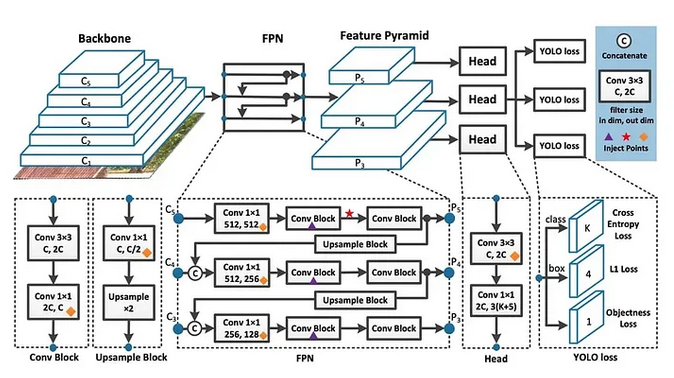 Backbone
FPN
Feature Pyramid
C5
C4
C3
C2
C1
P5
P4
P3
Head
Head
Head
YOLO loss
YOLO loss
YOLO loss
C
Concatenate
Conv 3×3
C, 2C
filter size
in dim, out dim
Inject Points
Conv 3×3
C, 2C
Conv 1×1
2C, C
Conv Block
Conv 1×1
C, C/2
Upsample
×2
Upsample Block
C5
Conv 1×1
512, 512
Conv Block
Conv Block
P5
Upsample Block
C4
C
Conv 1×1
512, 256
Conv Block
Conv Block
P4
Upsample Block
C3
C
Conv 1×1
256, 128
Conv Block
Conv Block
P3
FPN
Conv 3×3
C, 2C
Conv 1×1
2C, 3(K+5)
Head
class
K
Cross
Entropy
Loss
box
4
L1 Loss
1
Objectness
Loss
YOLO loss